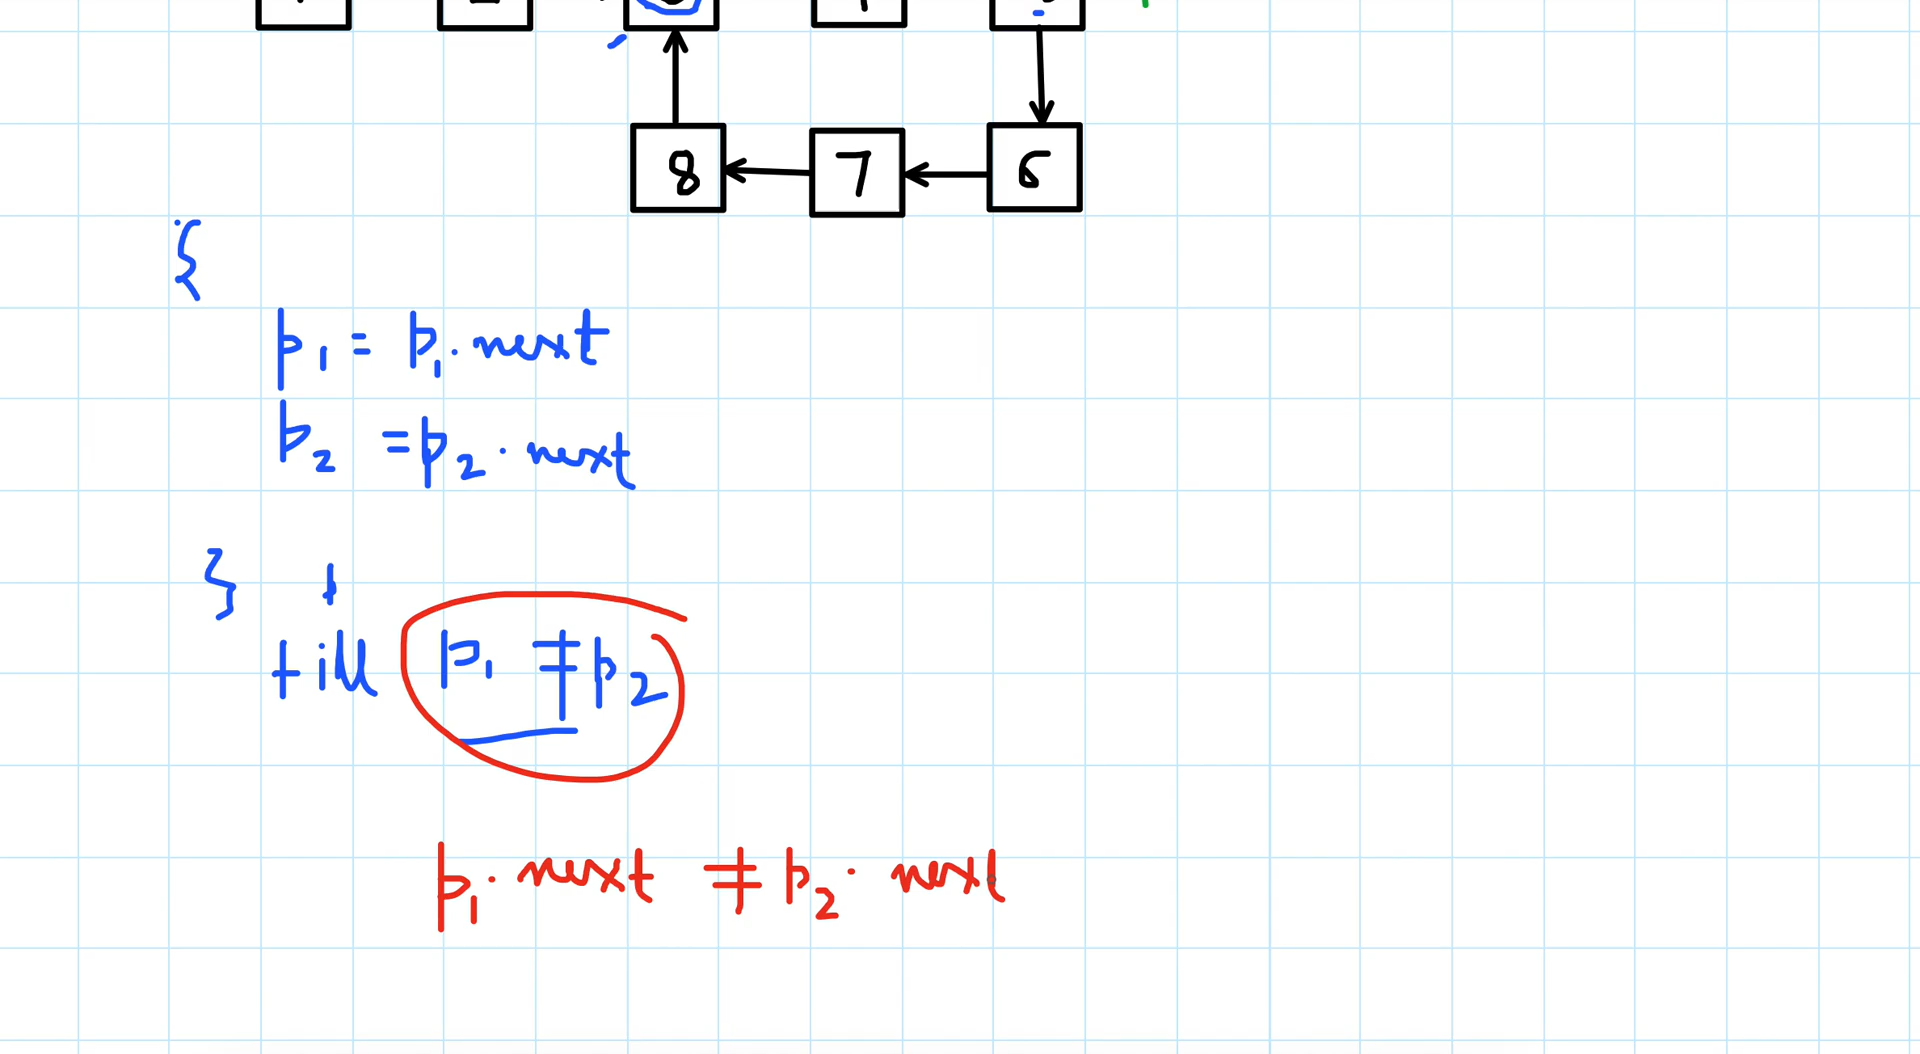 8 7 6
{
p1 = p1.next
p2 = p2.next
}
till p1 ≠ p2
p1.next ≠ p2.next